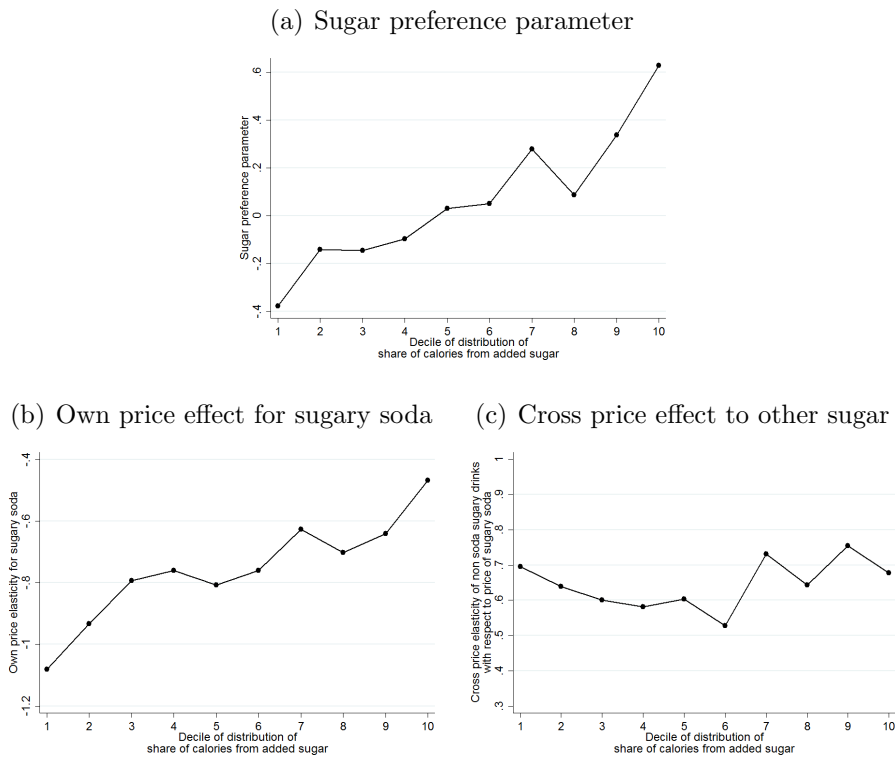 (a) Sugar preference parameter
Sugar preference parameter
.6
.4
.2
0
-.2
-.4
1 2 3 4 5 6 7 8 9 10
Decile of distribution of
share of calories from added sugar
(b) Own price effect for sugary soda
Own price elasticity for sugary soda
-.4
-.6
-.8
-1
-1.2
1 2 3 4 5 6 7 8 9 10
Decile of distribution of
share of calories from added sugar
(c) Cross price effect to other sugar
Cross price elasticity of non soda sugary drinks
with respect to price of sugary soda
1
.9
.8
.7
.6
.5
.4
.3
1 2 3 4 5 6 7 8 9 10
Decile of distribution of
share of calories from added sugar